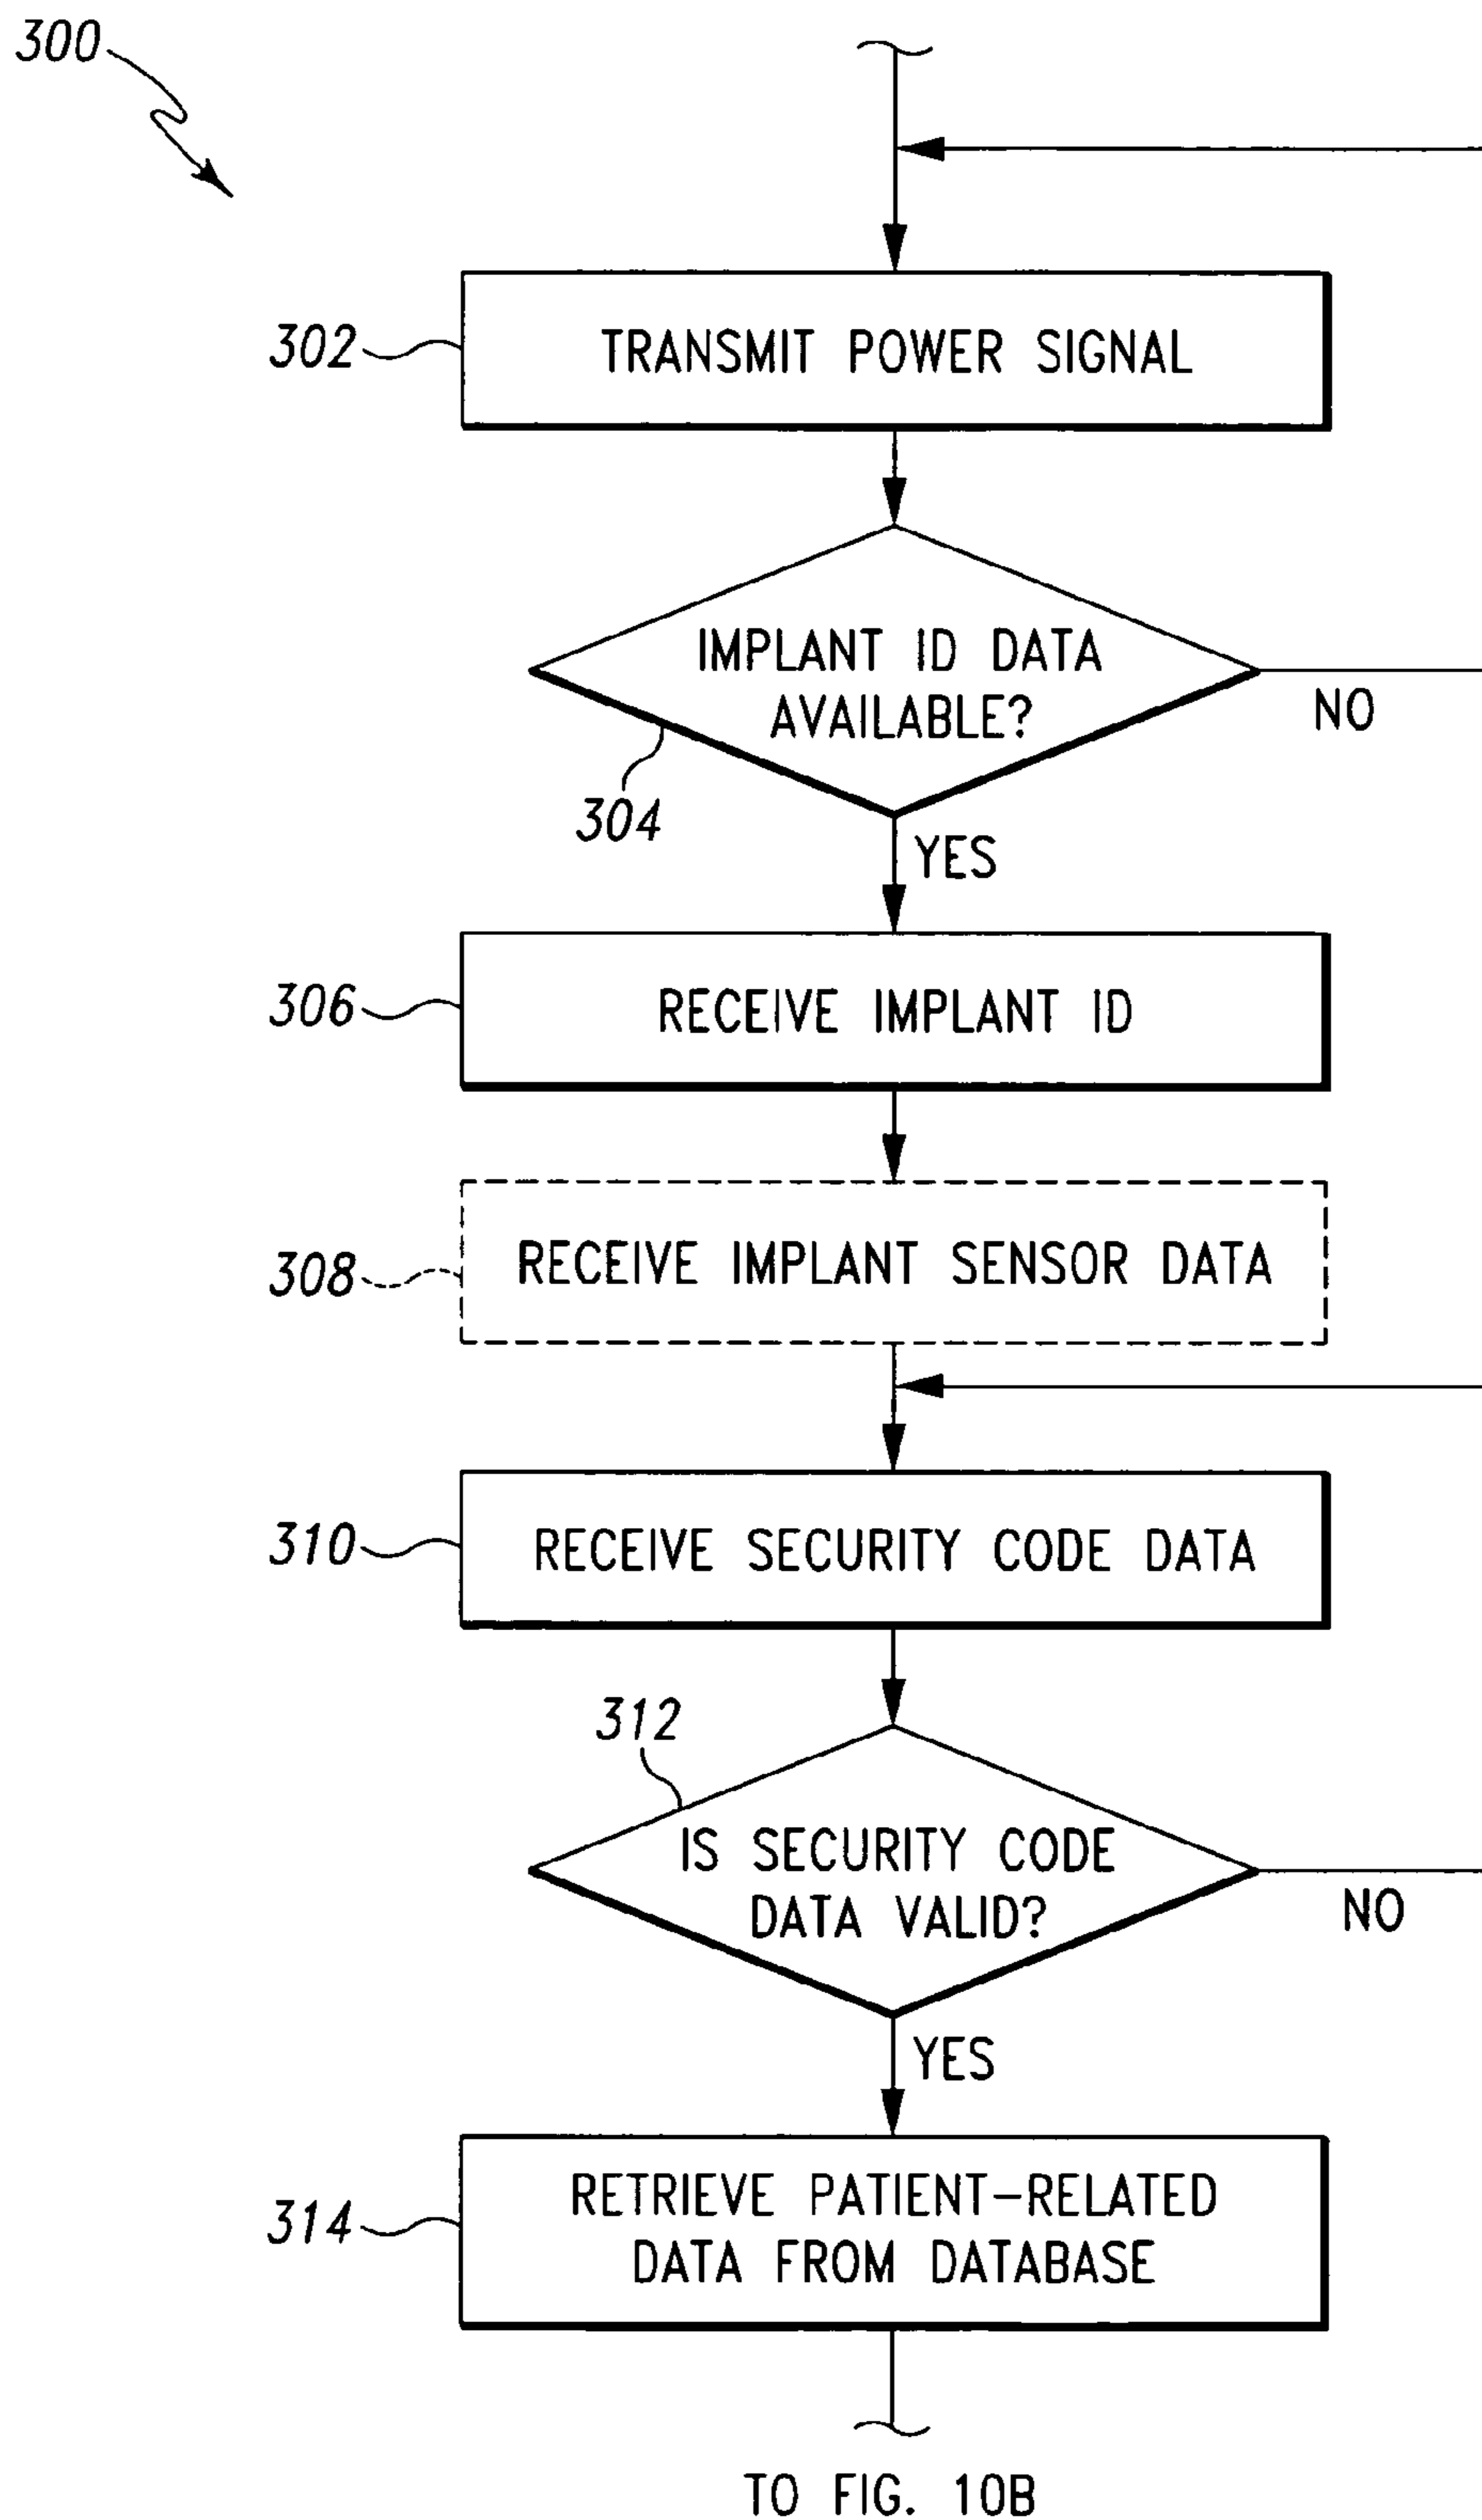 300
302
TRANSMIT POWER SIGNAL
IMPLANT ID DATA
AVAILABLE?
NO
304
YES
306
RECEIVE IMPLANT ID
308
RECEIVE IMPLANT SENSOR DATA
310
RECEIVE SECURITY CODE DATA
312
IS SECURITY CODE
DATA VALID?
NO
YES
314
RETRIEVE PATIENT-RELATED
DATA FROM DATABASE
TO FIG. 10B